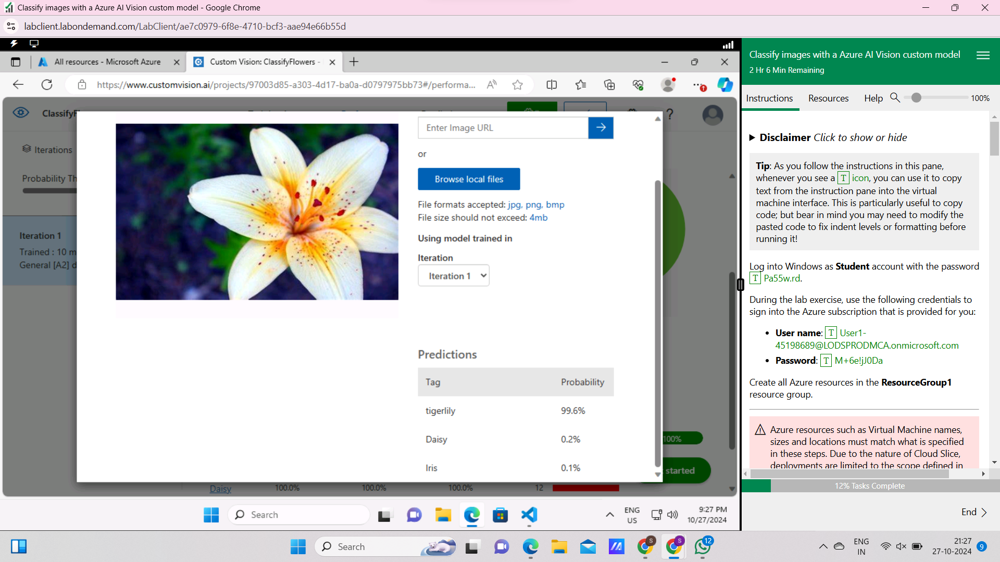 Classify images with a Azure AI Vision custom model - Google Chrome
labclient.labondemand.com/LabClient/ae7c0979-6f8e-4710-bcf3-aae94e66b55d
All resources - Microsoft Azure
Custom Vision: ClassifyFlowers -
https://www.customvision.ai/projects/97003d85-a303-4d17-ba0a-d0797975bb73#/performa...
ClassifyFl
?
Iterations
Probability Th
Iteration 1
Trained : 10 m
General [A2] d
Enter Image URL
or
Browse local files
File formats accepted: jpg, png, bmp
File size should not exceed: 4mb
Using model trained in
Iteration
Iteration 1
Predictions
Tag Probability
tigerlily 99.6%
Daisy 0.2%
Iris 0.1%
100%
started
Daisy 100.0% 100.0% 100.0% 12
Search
ENG
US
9:27 PM
10/27/2024
Classify images with a Azure AI Vision custom model
2 Hr 6 Min Remaining
Instructions Resources Help 100%
Disclaimer Click to show or hide
Tip: As you follow the instructions in this pane,
whenever you see a T icon, you can use it to copy
text from the instruction pane into the virtual
machine interface. This is particularly useful to copy
code; but bear in mind you may need to modify the
pasted code to fix indent levels or formatting before
running it!
Log into Windows as Student account with the password
T Pa55w.rd.
During the lab exercise, use the following credentials to
sign into the Azure subscription that is provided for you:
User name: T User1-
45198689@LODSPRODMCA.onmicrosoft.com
Password: T M+6e!jJ0Da
Create all Azure resources in the ResourceGroup1
resource group.
Azure resources such as Virtual Machine names,
sizes and locations must match what is specified
in these steps. Due to the nature of Cloud Slice,
deployments are limited to the scope defined in
12% Tasks Complete
End
Search
S
S
12
ENG
IN
21:27
27-10-2024
9